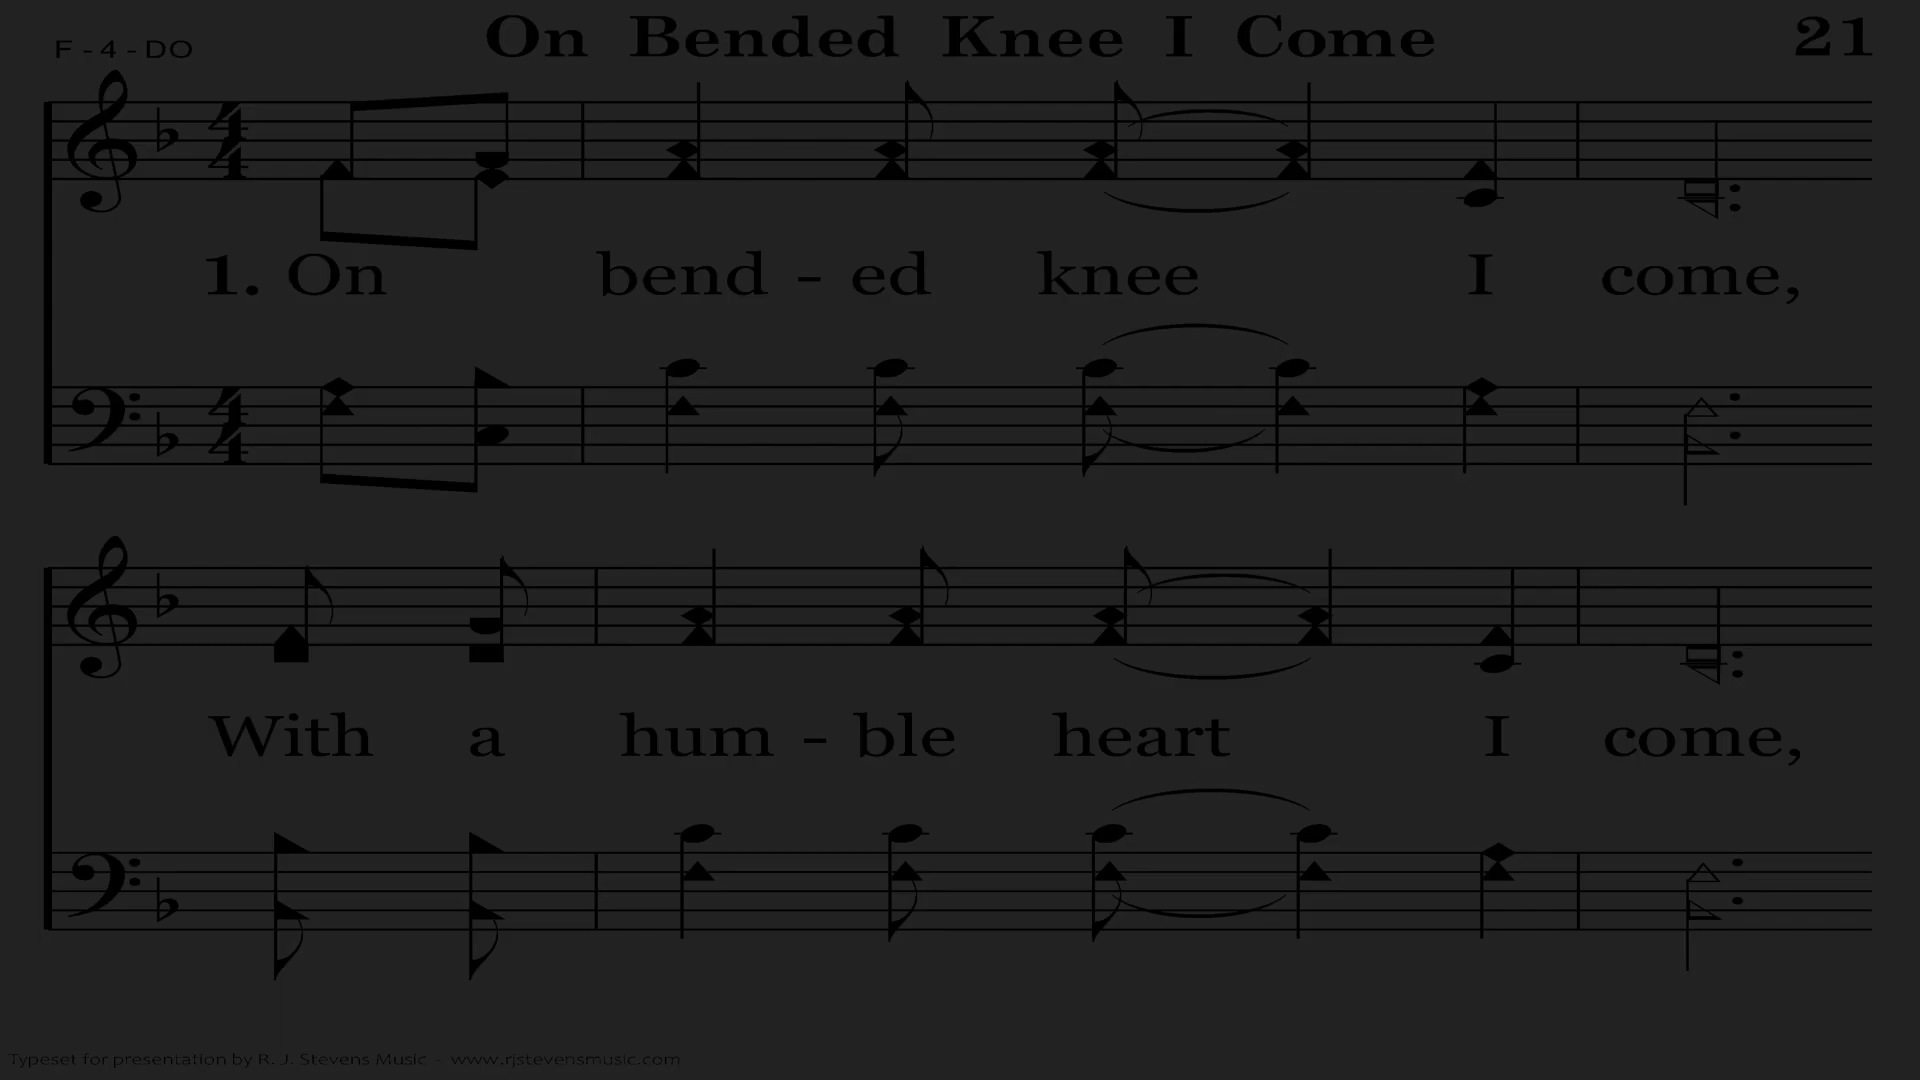 F - 4 - DO
On Bended Knee I Come
21
1. On bend - ed knee I come,
With a hum - ble heart I come,
Typeset for presentation by R. J. Stevens Music - www.rjstevensmusic.com